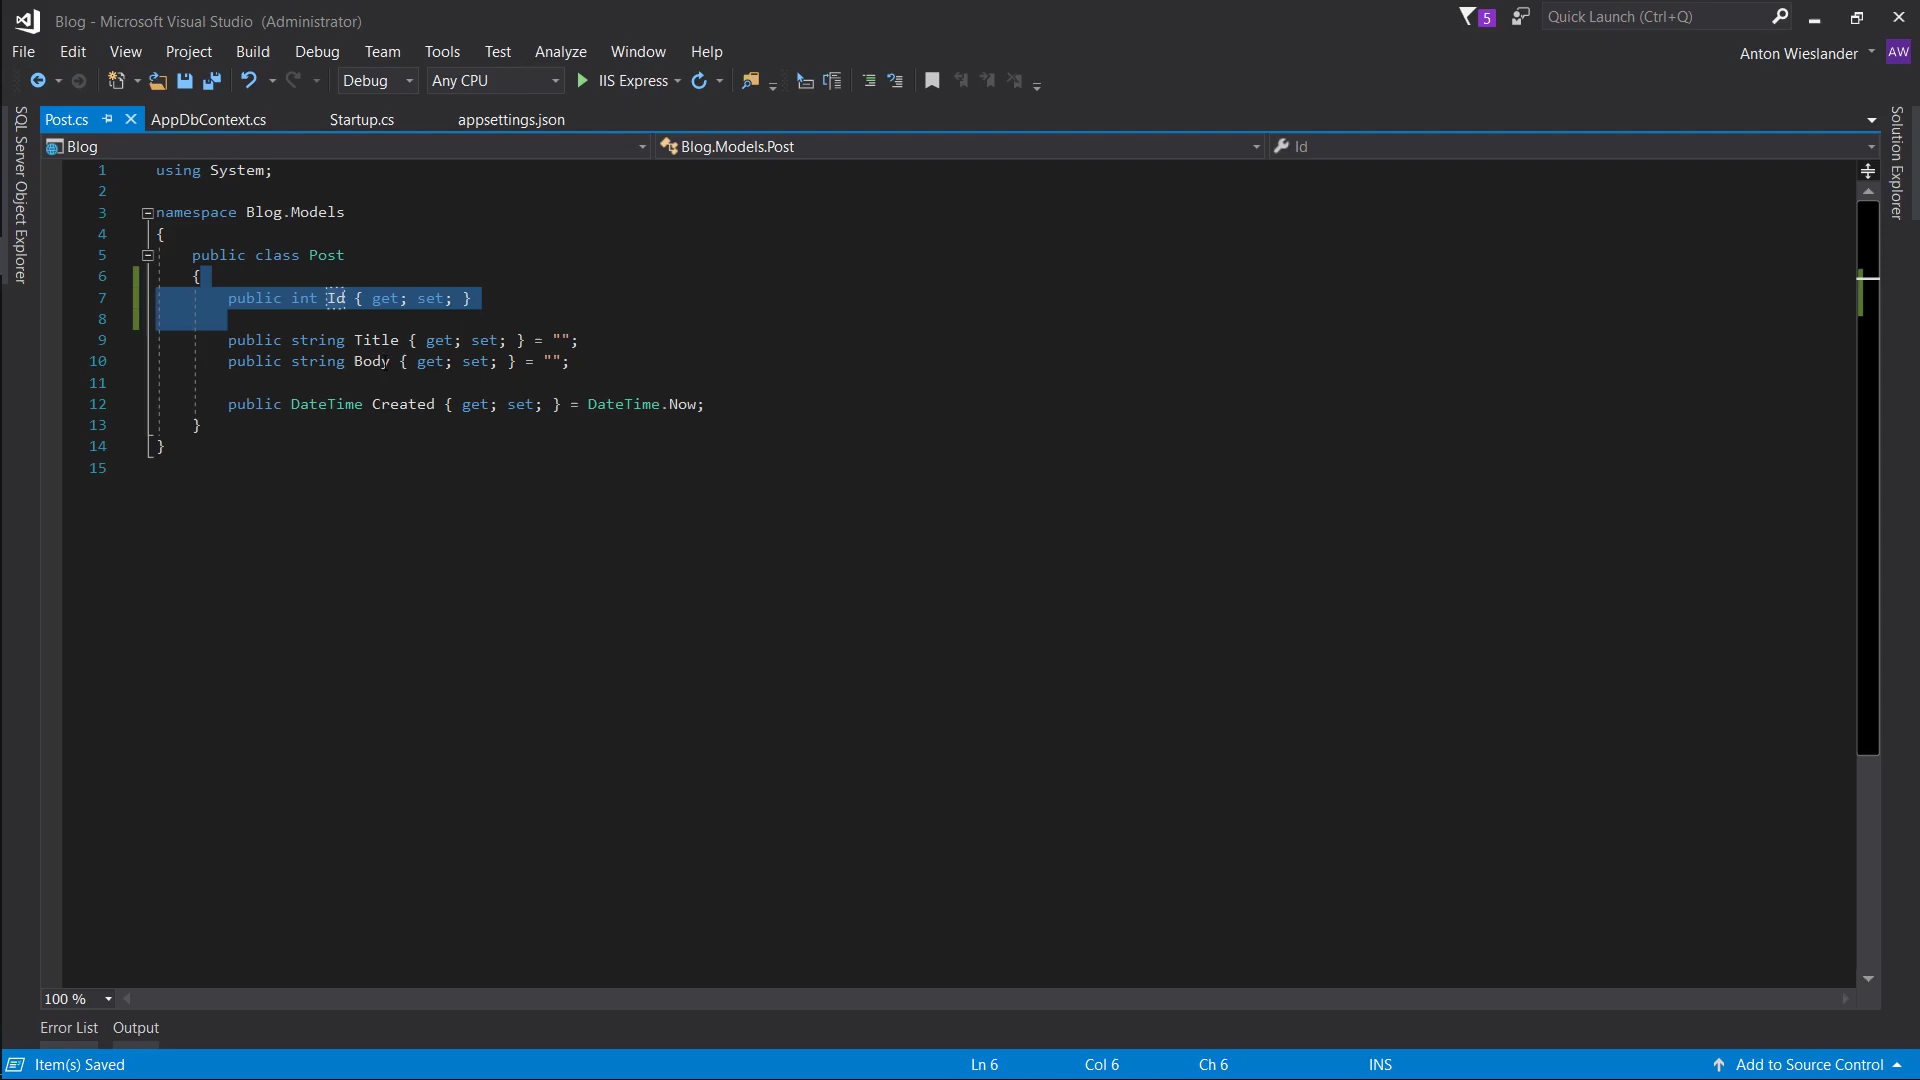 Blog - Microsoft Visual Studio (Administrator)
5
Quick Launch (Ctrl+Q)
File Edit View Project Build Debug Team Tools Test Analyze Window Help
Anton Wieslander
AW
Debug Any CPU IIS Express
Post.cs AppDbContext.cs Startup.cs appsettings.json
SQL Server Object Explorer
Solution Explorer
Blog Blog.Models.Post Id
1 using System;
2
3 namespace Blog.Models
4 {
5 public class Post
6 {
7 public int Id { get; set; }
8
9 public string Title { get; set; } = "";
10 public string Body { get; set; } = "";
11
12 public DateTime Created { get; set; } = DateTime.Now;
13 }
14 }
15
100 %
Error List Output
Item(s) Saved Ln 6 Col 6 Ch 6 INS Add to Source Control